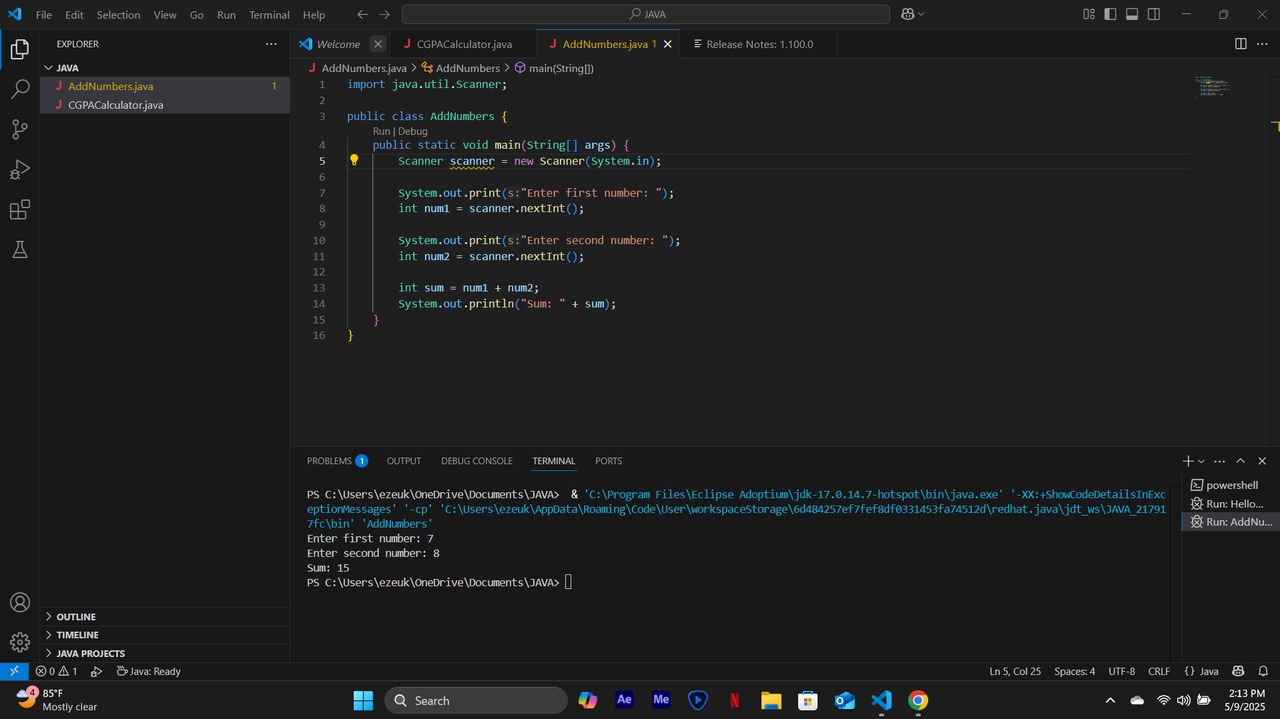 File Edit Selection View Go Run Terminal Help
JAVA
EXPLORER
JAVA
AddNumbers.java 1
CGPACalculator.java
OUTLINE
TIMELINE
JAVA PROJECTS
Welcome CGPACalculator.java AddNumbers.java 1 Release Notes: 1.100.0
AddNumbers.java > AddNumbers > main(String[])
1 import java.util.Scanner;
2
3 public class AddNumbers {
Run | Debug
4 public static void main(String[] args) {
5 Scanner scanner = new Scanner(System.in);
6
7 System.out.print(s:"Enter first number: ");
8 int num1 = scanner.nextInt();
9
10 System.out.print(s:"Enter second number: ");
11 int num2 = scanner.nextInt();
12
13 int sum = num1 + num2;
14 System.out.println("Sum: " + sum);
15 }
16 }
PROBLEMS 1 OUTPUT DEBUG CONSOLE TERMINAL PORTS
PS C:\Users\ezeuk\OneDrive\Documents\JAVA> & 'C:\Program Files\Eclipse Adoptium\jdk-17.0.14.7-hotspot\bin\java.exe' '-XX:+ShowCodeDetailsInExc
eptionMessages' '-cp' 'C:\Users\ezeuk\AppData\Roaming\Code\User\workspaceStorage\6d484257ef7fef8df0331453fa74512d\redhat.java\jdt_ws\JAVA_21791
7fc\bin' 'AddNumbers'
Enter first number: 7
Enter second number: 8
Sum: 15
PS C:\Users\ezeuk\OneDrive\Documents\JAVA>
powershell
Run: Hello...
Run: AddNu...
0 1 Java: Ready
Ln 5, Col 25 Spaces: 4 UTF-8 CRLF {} Java
4
85°F
Mostly clear
Search
Ae
Me
N
2:13 PM
5/9/2025